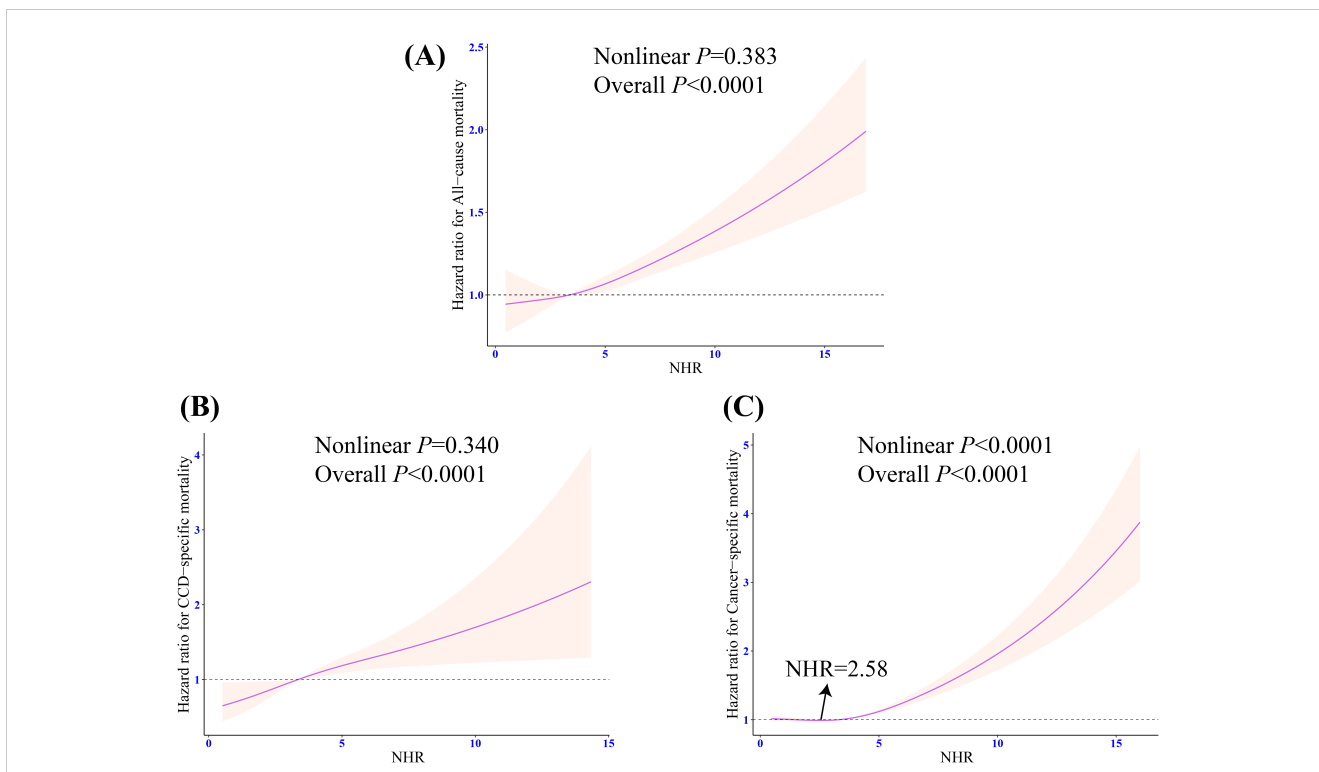 (A)
Nonlinear P=0.383
Overall P<0.0001
Hazard ratio for All−cause mortality
2.5
2.0
1.5
1.0
0
5
10
15
NHR
(B)
Nonlinear P=0.340
Overall P<0.0001
Hazard ratio for CCD−specific mortality
4
3
2
1
0
5
10
15
NHR
(C)
Nonlinear P<0.0001
Overall P<0.0001
Hazard ratio for Cancer−specific mortality
5
4
3
2
1
NHR=2.58
0
5
10
15
NHR